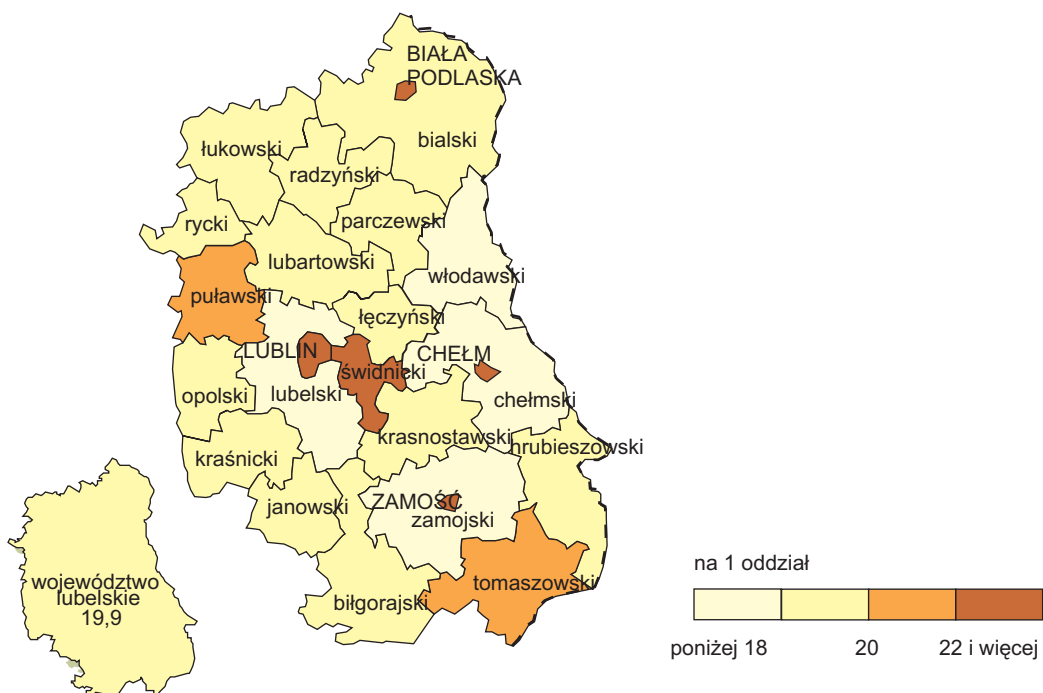 BIAŁA
PODLASKA
bialski
łukowski
radzyński
parczewski
rycki
lubartowski
włodawski
puławski
łęczyński
LUBLIN
świdnicki
CHEŁM
opolski
lubelski
chełmski
krasnostawski
hrubieszowski
kraśnicki
ZAMOŚĆ
janowski
zamojski
tomaszowski
biłgorajski
województwo
lubelskie
19,9
na 1 oddział
poniżej 18
20
22 i więcej